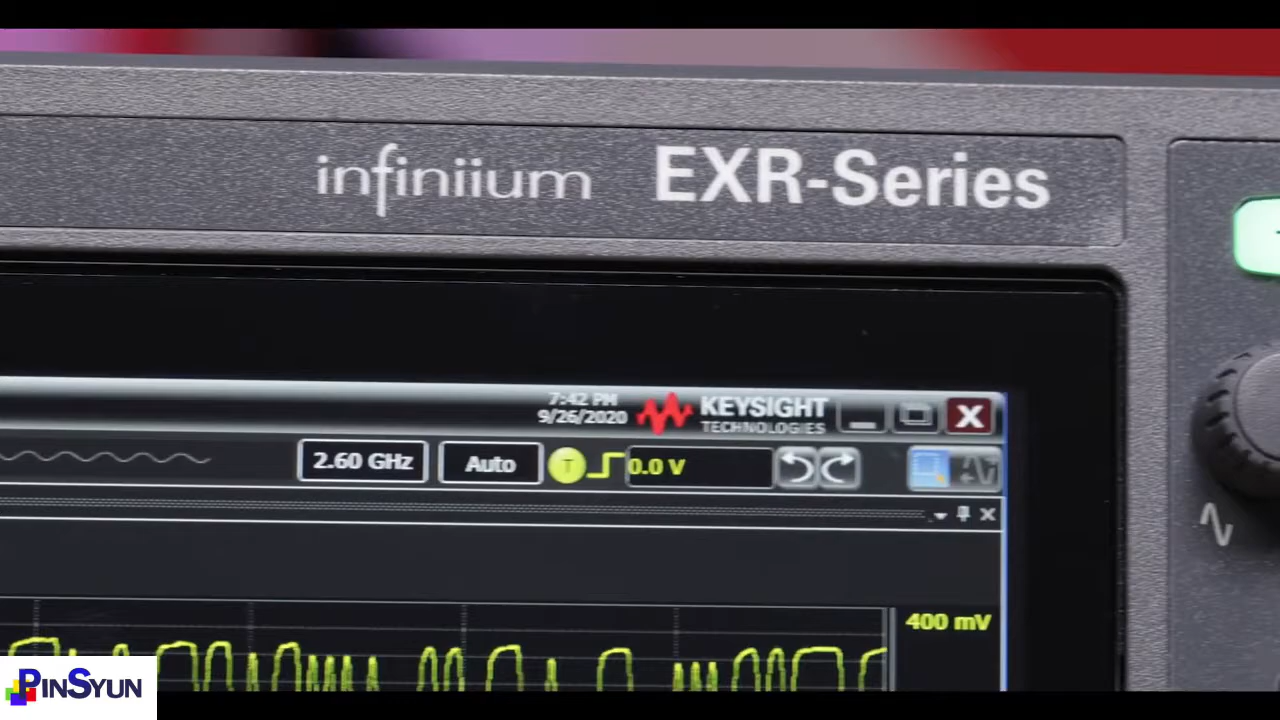 infiniium EXR-Series
7:42 PM
9/26/2020
KEYSIGHT
TECHNOLOGIES
2.60 GHz
Auto
T
0.0 V
400 mV
PINSYUN